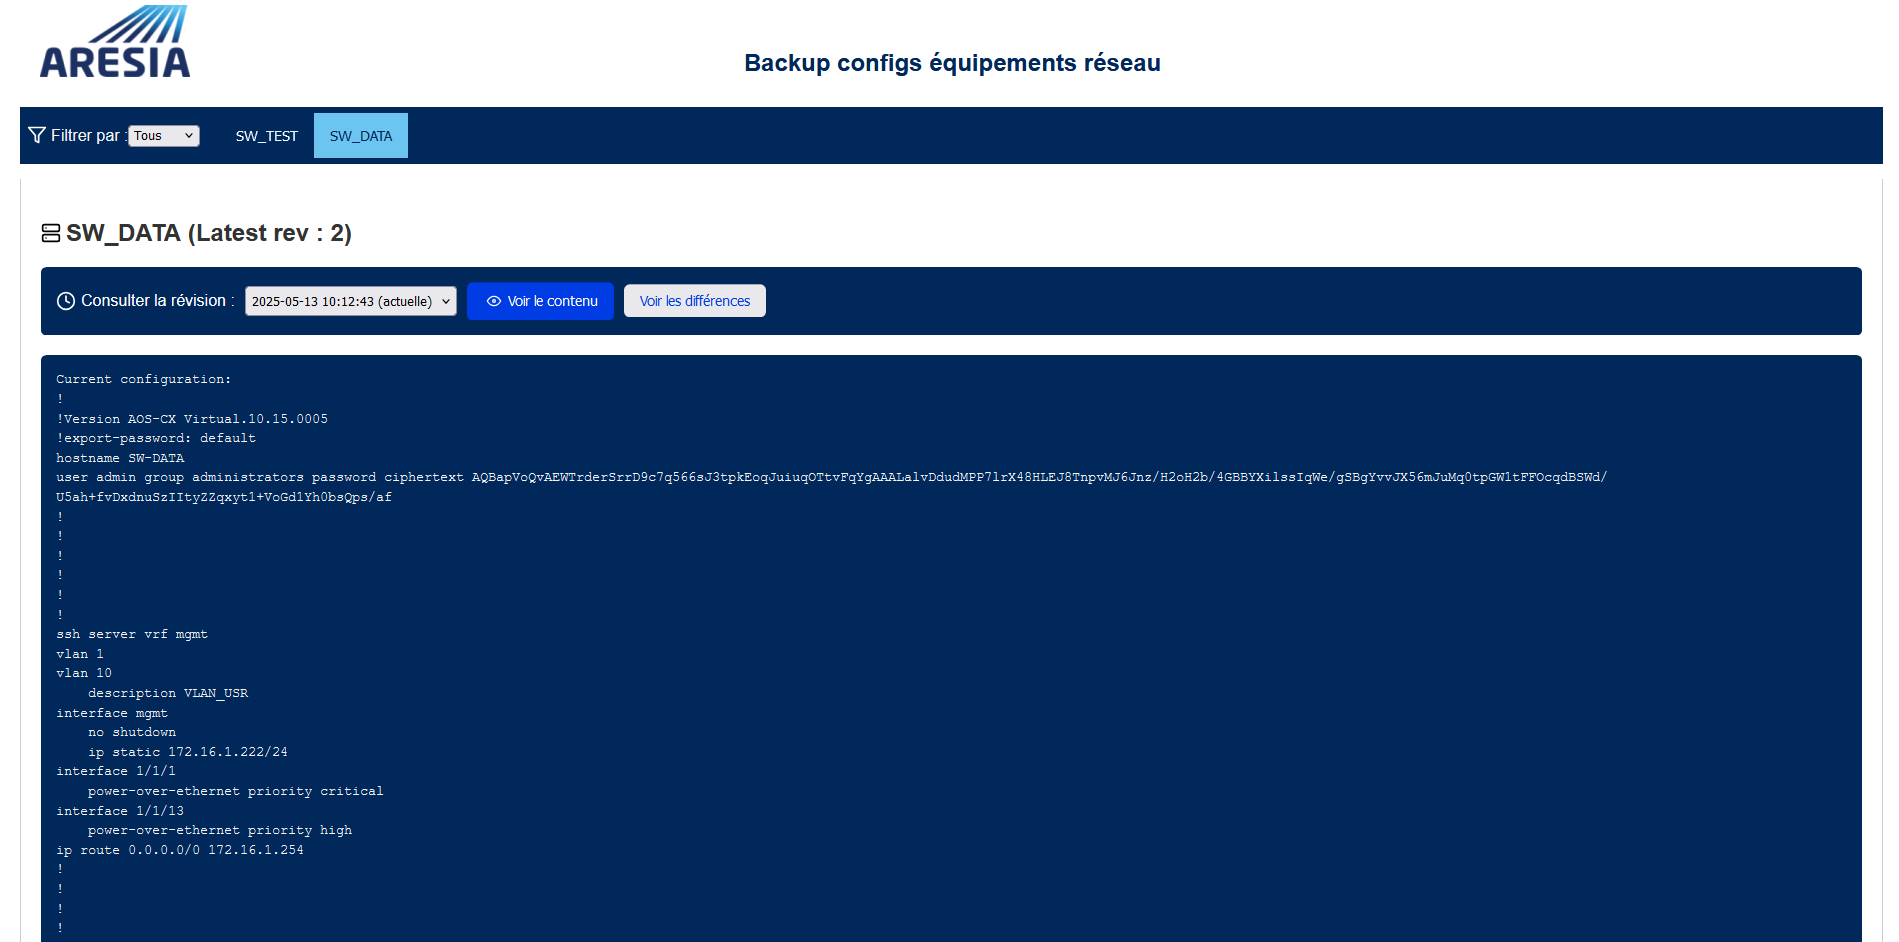 ARESIA
Backup configs équipements réseau
Filtrer par : Tous SW_TEST SW_DATA
SW_DATA (Latest rev : 2)
Consulter la révision : 2025-05-13 10:12:43 (actuelle) Voir le contenu Voir les différences
Current configuration:
!
!Version AOS-CX Virtual.10.15.0005
!export-password: default
hostname SW-DATA
user admin group administrators password ciphertext AQBapVoQvAEWTrderSrrD9c7q566sJ3tpkEoqJuiuqOTtvFqYgAAALalvDdudMPP7lrX48HLEJ8TnpvMJ6Jnz/H2oH2b/4GBBYXilssIqWe/gSBgYvvJX56mJuMq0tpGW1tFFOcqdBSWd/
U5ah+fvDxdnuSzIItyZZqxyt1+VoGd1Yh0bsQps/af
!
!
!
!
!
!
ssh server vrf mgmt
vlan 1
vlan 10
    description VLAN_USR
interface mgmt
    no shutdown
    ip static 172.16.1.222/24
interface 1/1/1
    power-over-ethernet priority critical
interface 1/1/13
    power-over-ethernet priority high
ip route 0.0.0.0/0 172.16.1.254
!
!
!
!